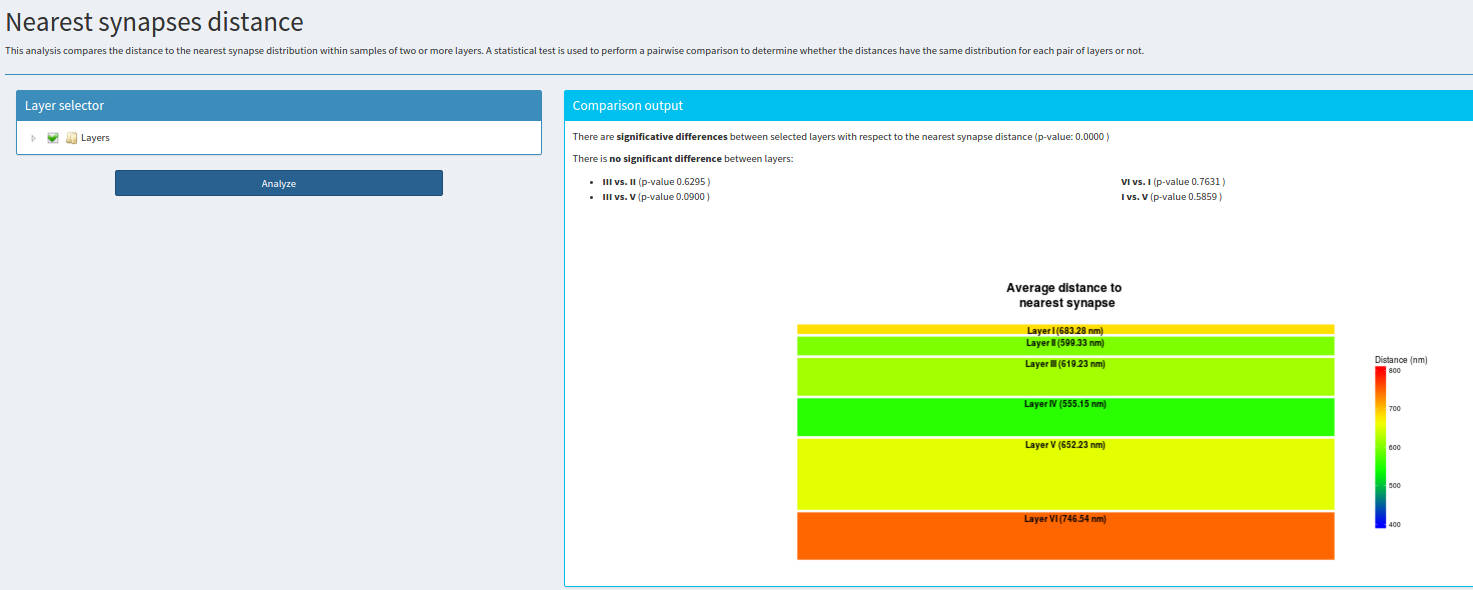 Nearest synapses distance
This analysis compares the distance to the nearest synapse distribution within samples of two or more layers. A statistical test is used to perform a pairwise comparison to determine whether the distances have the same distribution for each pair of layers or not.
Layer selector
Layers
Analyze
Comparison output
There are significative differences between selected layers with respect to the nearest synapse distance (p-value: 0.0000 )
There is no significant difference between layers:
• III vs. II (p-value 0.6295 )
• III vs. V (p-value 0.0900 )
VI vs. I (p-value 0.7631 )
I vs. V (p-value 0.5859 )
Average distance to
nearest synapse
Layer I (683.28 nm)
Layer II (599.33 nm)
Layer III (619.23 nm)
Layer IV (555.15 nm)
Layer V (652.23 nm)
Layer VI (746.54 nm)
Distance (nm)
800
700
600
500
400